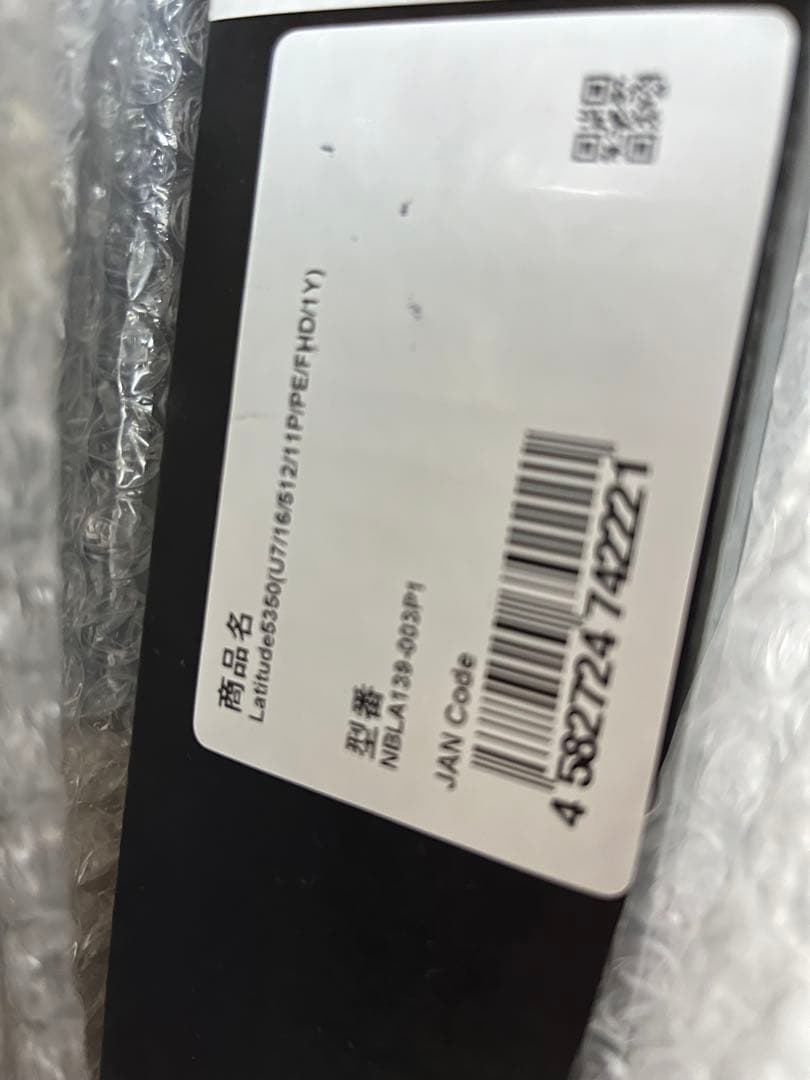 商品名
Latitude5350(U7/16/512/11P/PE/FHD/1Y)
型番
NBLA139-003P1
JAN Code
4 582724 742221